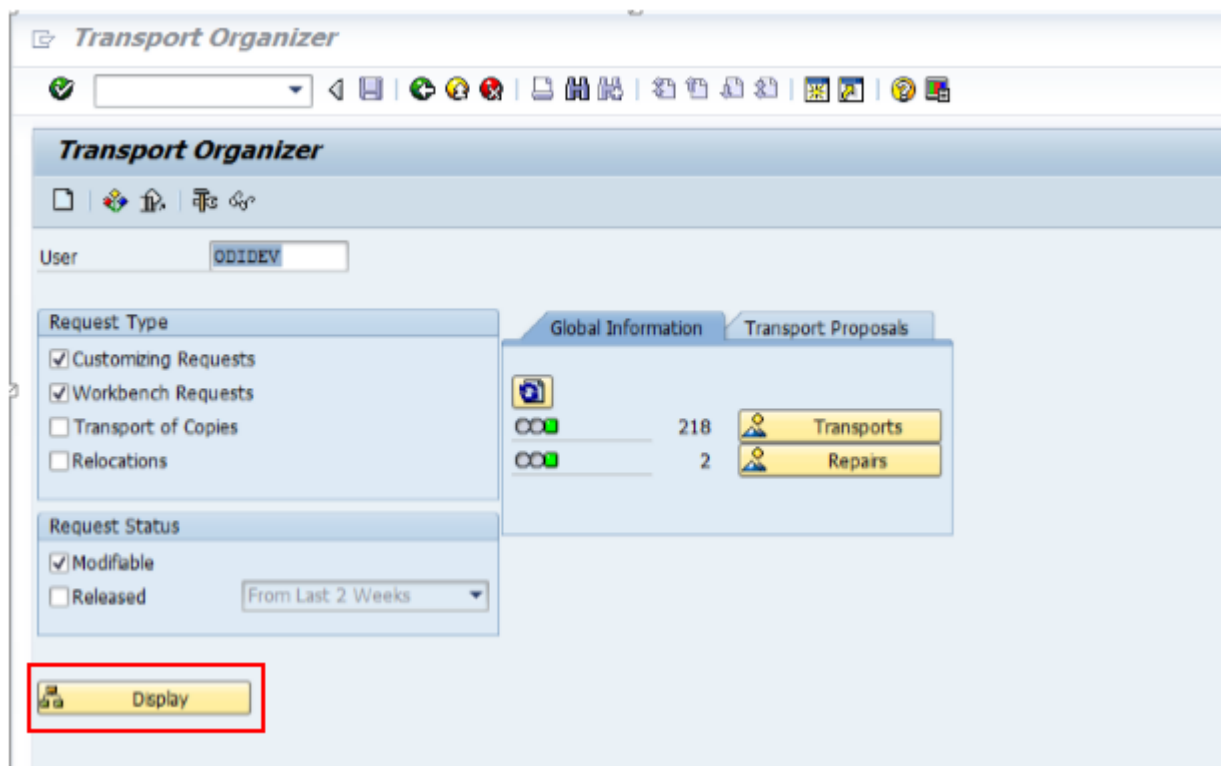 Transport Organizer
Transport Organizer
User ODIDEV
Request Type
Customizing Requests
Workbench Requests
Transport of Copies
Relocations
Request Status
Modifiable
Released From Last 2 Weeks
Display
Global Information Transport Proposals
218 Transports
2 Repairs